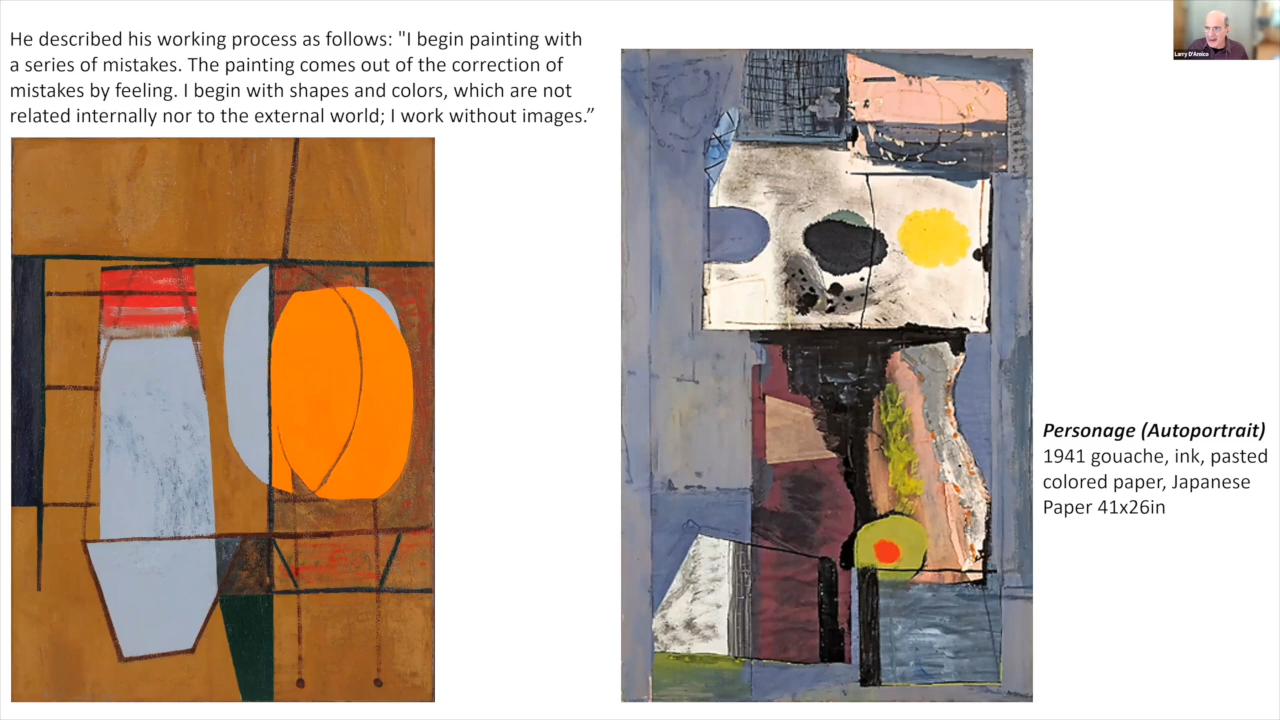 He described his working process as follows: "I begin painting with
a series of mistakes. The painting comes out of the correction of
mistakes by feeling. I begin with shapes and colors, which are not
related internally nor to the external world; I work without images.”
Larry D'Amico
Personage (Autoportrait)
1941 gouache, ink, pasted
colored paper, Japanese
Paper 41x26in